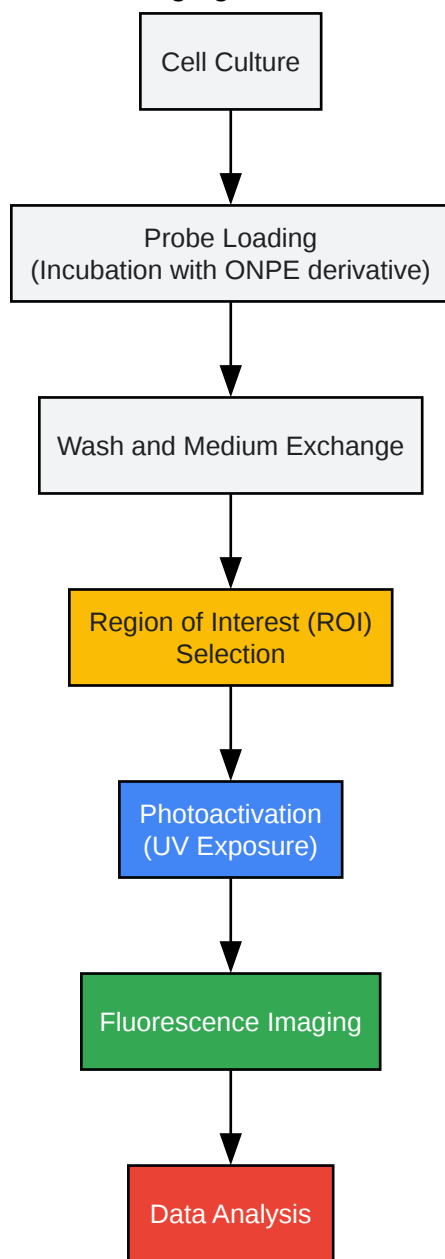 Cell Culture
Probe Loading
(Incubation with ONPE derivative)
Wash and Medium Exchange
Region of Interest (ROI)
Selection
Photoactivation
(UV Exposure)
Fluorescence Imaging
Data Analysis